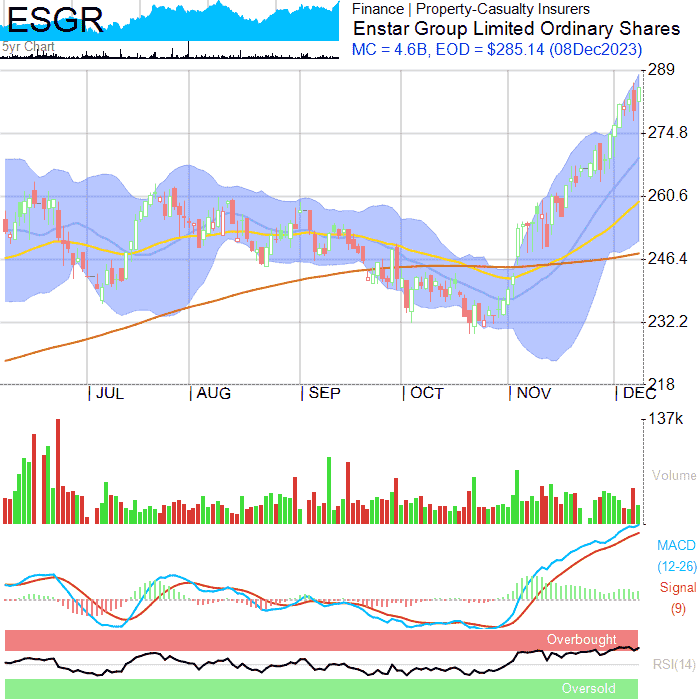 ESGR
5yr Chart
Finance | Property-Casualty Insurers
Enstar Group Limited Ordinary Shares
MC = 4.6B, EOD = $285.14 (08Dec2023)
289
274.8
260.6
246.4
232.2
218
JUL AUG SEP OCT NOV DEC
137k
Volume
MACD
(12-26)
Signal
(9)
Overbought
RSI(14)
Oversold